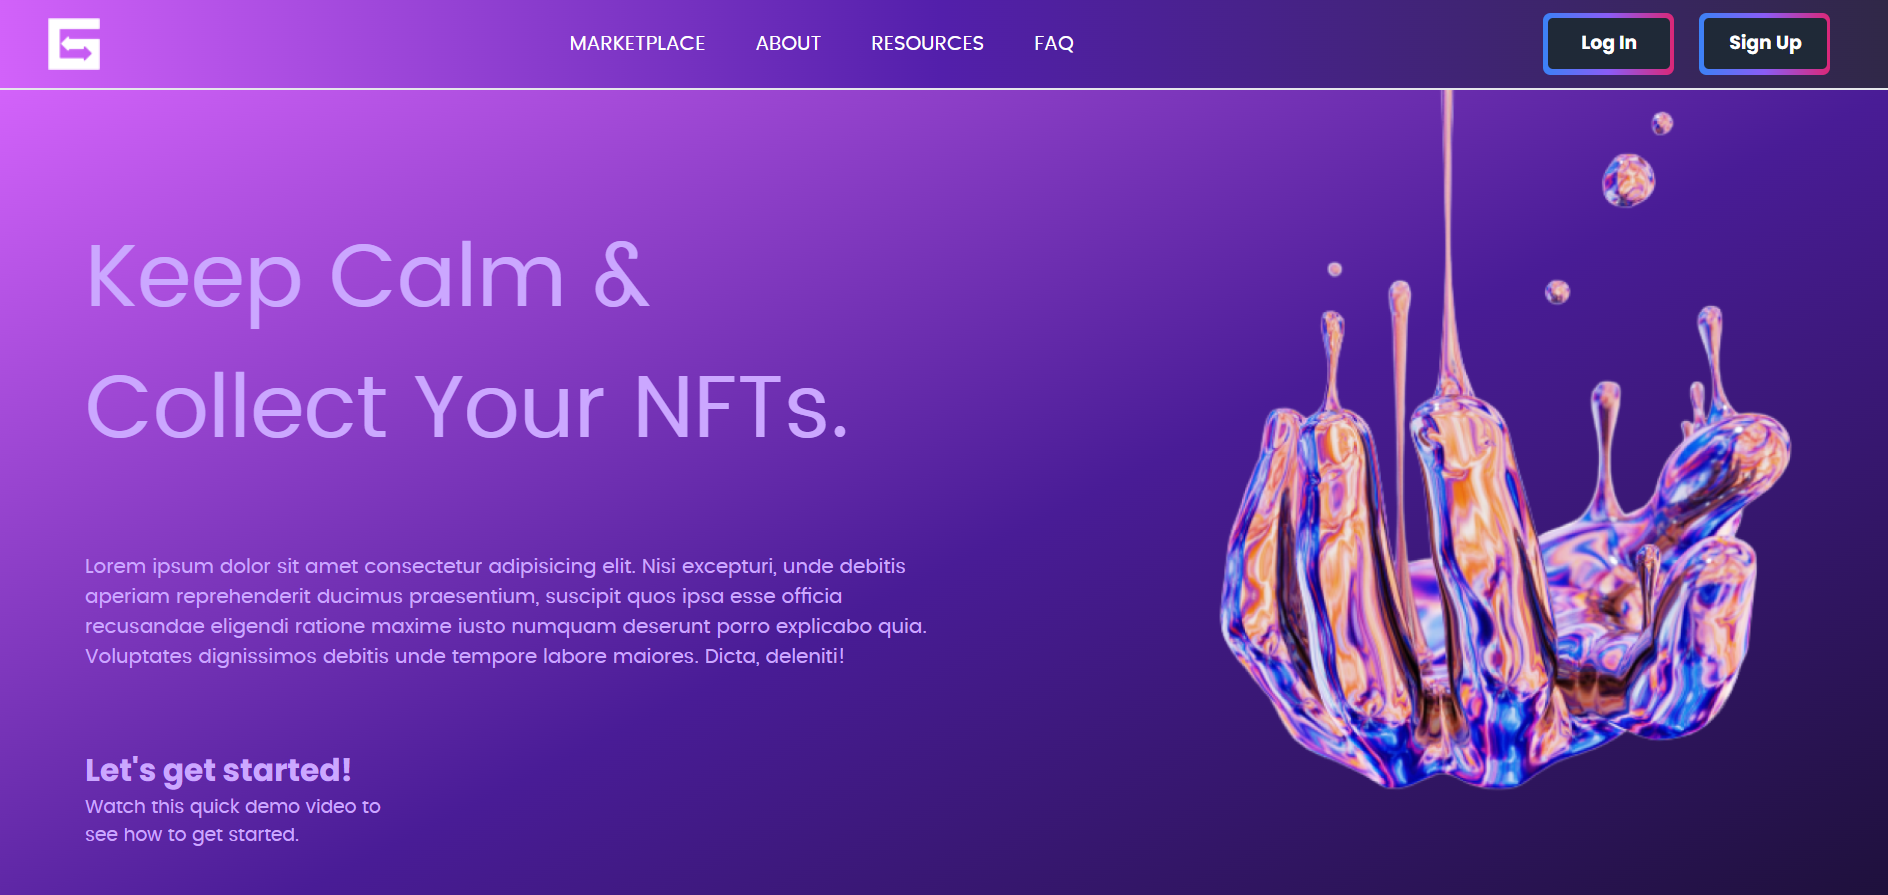 MARKETPLACE ABOUT RESOURCES FAQ Log In Sign Up
Keep Calm &
Collect Your NFTs.
Lorem ipsum dolor sit amet consectetur adipisicing elit. Nisi excepturi, unde debitis
aperiam reprehenderit ducimus praesentium, suscipit quos ipsa esse officia
recusandae eligendi ratione maxime iusto numquam deserunt porro explicabo quia.
Voluptates dignissimos debitis unde tempore labore maiores. Dicta, deleniti!
Let's get started!
Watch this quick demo video to
see how to get started.